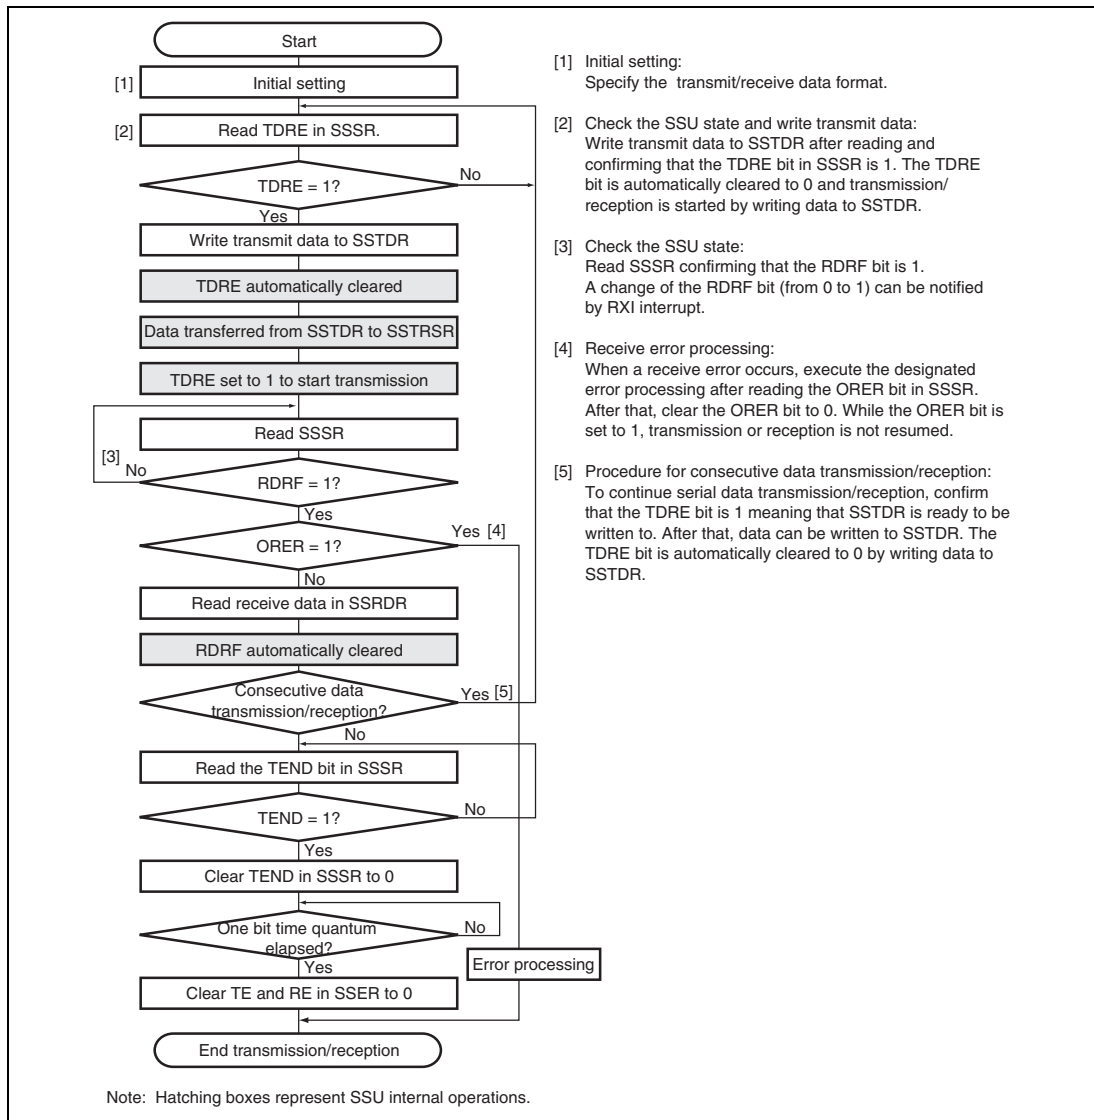 Start
[1] Initial setting
[2] Read TDRE in SSSR.
TDRE = 1?
No
Yes
Write transmit data to SSTDR
TDRE automatically cleared
Data transferred from SSTDR to SSTRSR
TDRE set to 1 to start transmission
Read SSSR
[3]
No
RDRF = 1?
Yes
Yes [4]
ORER = 1?
No
Read receive data in SSRDR
RDRF automatically cleared
Consecutive data
transmission/reception?
Yes [5]
No
Read the TEND bit in SSSR
TEND = 1?
No
Yes
Clear TEND in SSSR to 0
One bit time quantum
elapsed?
No
Yes
Error processing
Clear TE and RE in SSER to 0
End transmission/reception
[1] Initial setting:
Specify the transmit/receive data format.
[2] Check the SSU state and write transmit data:
Write transmit data to SSTDR after reading and
confirming that the TDRE bit in SSSR is 1. The TDRE
bit is automatically cleared to 0 and transmission/
reception is started by writing data to SSTDR.
[3] Check the SSU state:
Read SSSR confirming that the RDRF bit is 1.
A change of the RDRF bit (from 0 to 1) can be notified
by RXI interrupt.
[4] Receive error processing:
When a receive error occurs, execute the designated
error processing after reading the ORER bit in SSSR.
After that, clear the ORER bit to 0. While the ORER bit is
set to 1, transmission or reception is not resumed.
[5] Procedure for consecutive data transmission/reception:
To continue serial data transmission/reception, confirm
that the TDRE bit is 1 meaning that SSTDR is ready to be
written to. After that, data can be written to SSTDR. The
TDRE bit is automatically cleared to 0 by writing data to
SSTDR.
Note: Hatching boxes represent SSU internal operations.